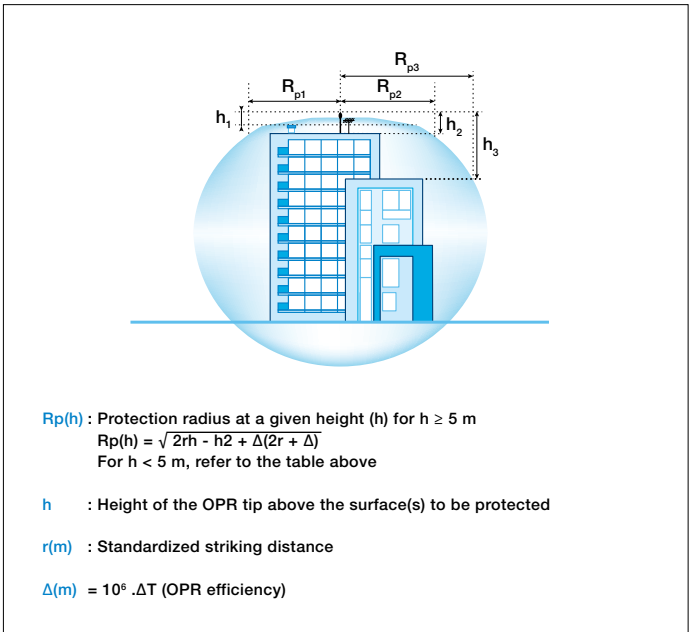 Rp3
Rp1 Rp2
h1 h2
h3
Rp(h) : Protection radius at a given height (h) for h ≥ 5 m
Rp(h) = √ 2rh - h2 + Δ(2r + Δ)
For h < 5 m, refer to the table above
h : Height of the OPR tip above the surface(s) to be protected
r(m) : Standardized striking distance
Δ(m) = 10⁶ .ΔT (OPR efficiency)